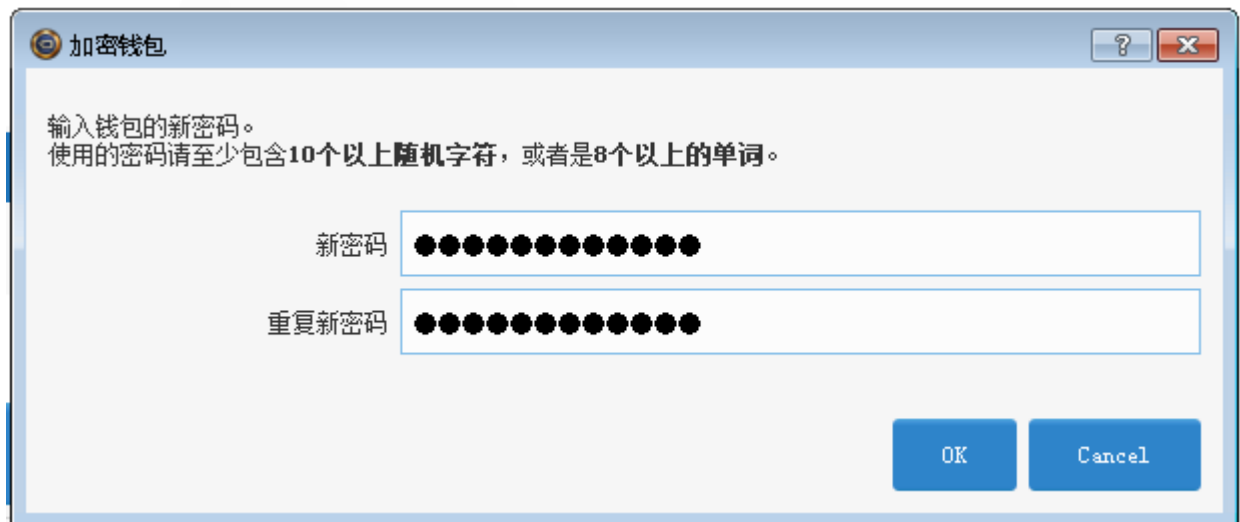 加密钱包
输入钱包的新密码。
使用的密码请至少包含10个以上随机字符，或者是8个以上的单词。
新密码
重复新密码
OK
Cancel